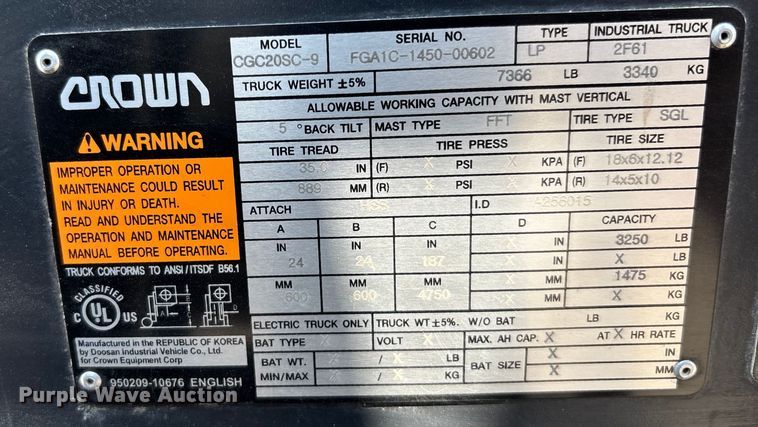 CROWN
MODEL
CGC20SC-9
SERIAL NO.
FGA1C-1450-00602
TYPE
LP
INDUSTRIAL TRUCK
2F61
TRUCK WEIGHT ±5%
7366 LB 3340 KG
ALLOWABLE WORKING CAPACITY WITH MAST VERTICAL
5 °BACK TILT
MAST TYPE FFT
TIRE TYPE SGL
TIRE TREAD
TIRE PRESS
TIRE SIZE
IN (F) X PSI X KPA (F) 18x6x12.12
889 MM (R) X PSI X KPA (R) 14x5x10
ATTACH
I.D A256015
A B C D CAPACITY
IN IN IN X IN 3250 LB
24 24 187 X IN X LB
MM MM MM X MM 1475 KG
600 600 4750 X MM X KG
ELECTRIC TRUCK ONLY TRUCK WT ±5%. W/O BAT LB KG
BAT TYPE X VOLT X MAX. AH CAP. X AT X HR RATE
BAT WT. / X LB
MIN/MAX / X KG
BAT SIZE X IN
X MM
WARNING
IMPROPER OPERATION OR
MAINTENANCE COULD RESULT
IN INJURY OR DEATH.
READ AND UNDERSTAND THE
OPERATION AND MAINTENANCE
MANUAL BEFORE OPERATING.
TRUCK CONFORMS TO ANSI/ITSDF B56.1
CLASSIFIED
C UL US
Manufactured in the REPUBLIC OF KOREA
by Doosan Industrial Vehicle Co., Ltd.
for Crown Equipment Corp
950209-10676 ENGLISH
Purple Wave Auction